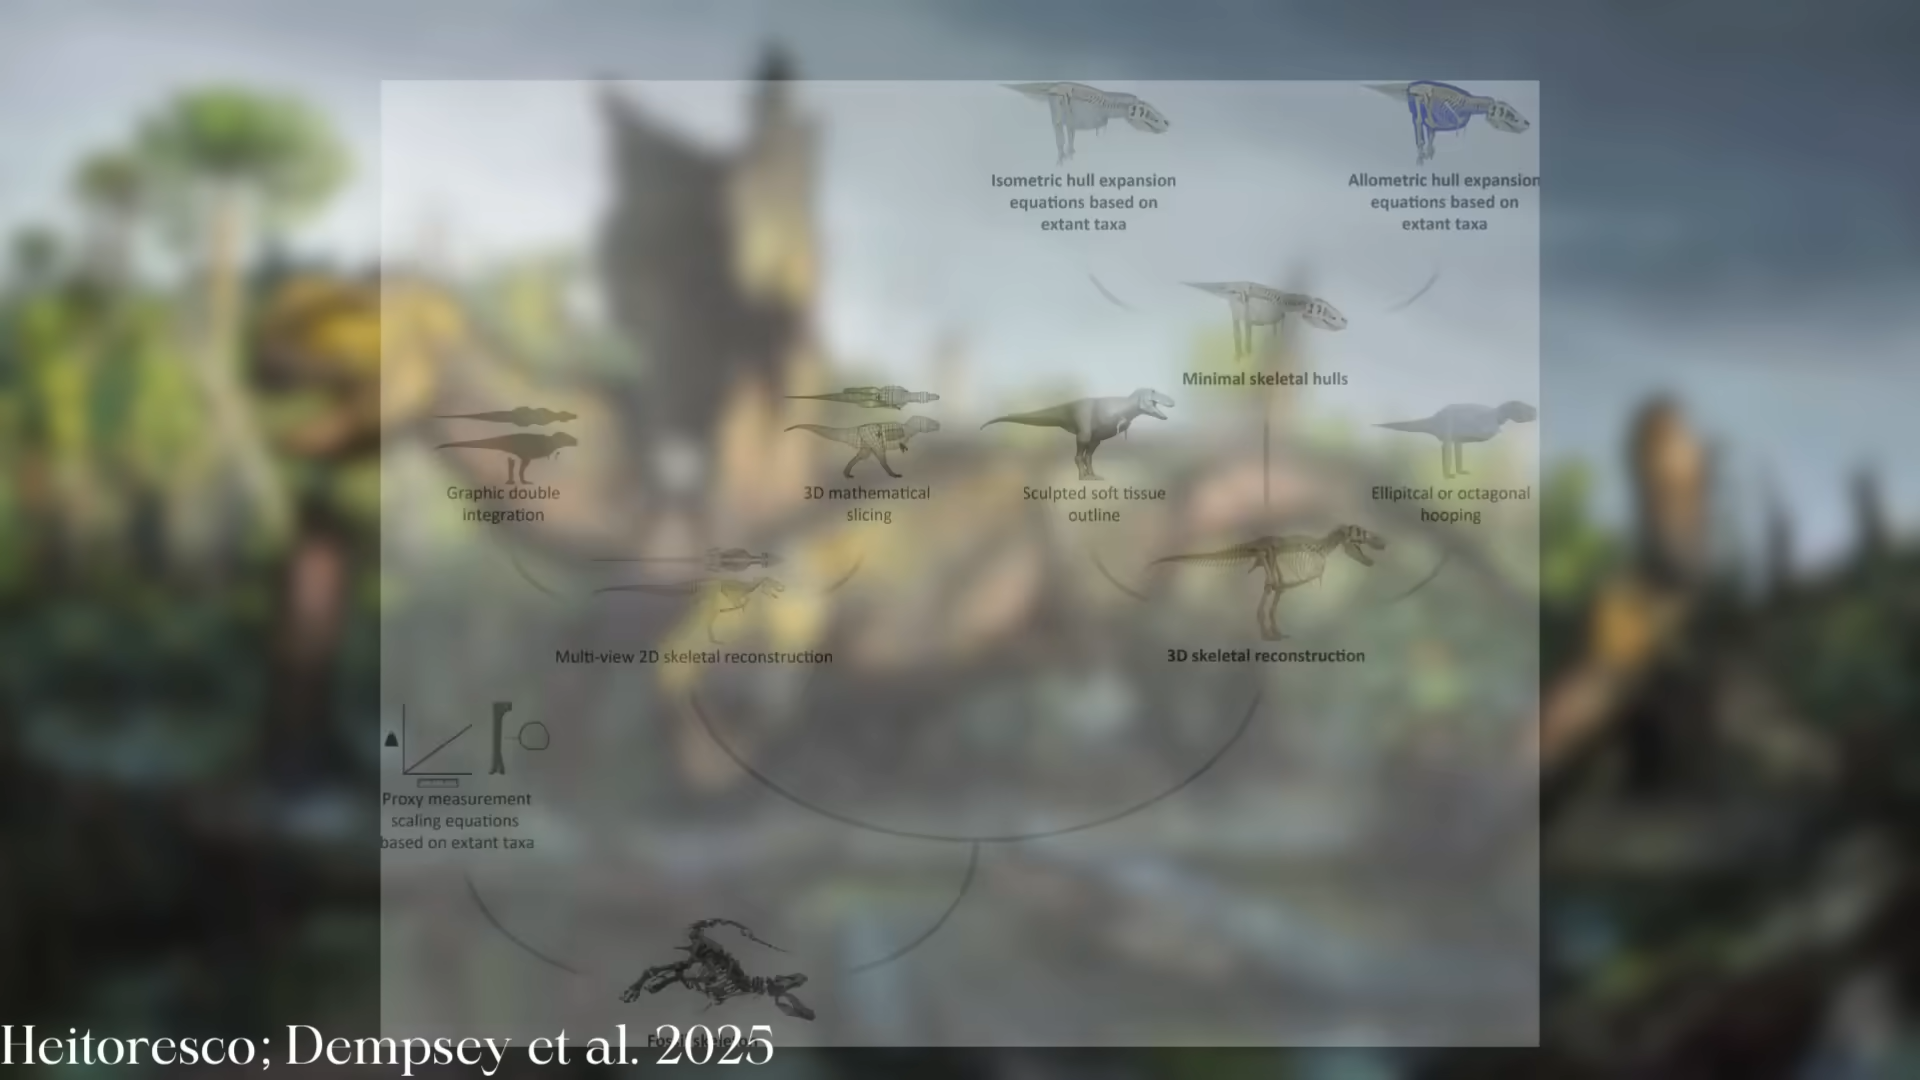 Isometric hull expansion
equations based on
extant taxa
Allometric hull expansion
equations based on
extant taxa
Minimal skeletal hulls
Graphic double
integration
3D mathematical
slicing
Sculpted soft tissue
outline
Ellipitcal or octagonal
hooping
Multi-view 2D skeletal reconstruction
3D skeletal reconstruction
Proxy measurement
scaling equations
based on extant taxa
Fossil skeleton
Heitoresco; Dempsey et al. 2025